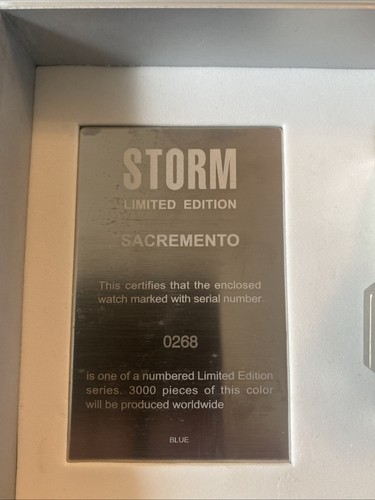 STORM
LIMITED EDITION
SACREMENTO
This certifies that the enclosed
watch marked with serial number
0268
is one of a numbered Limited Edition
series. 3000 pieces of this color
will be produced worldwide
BLUE